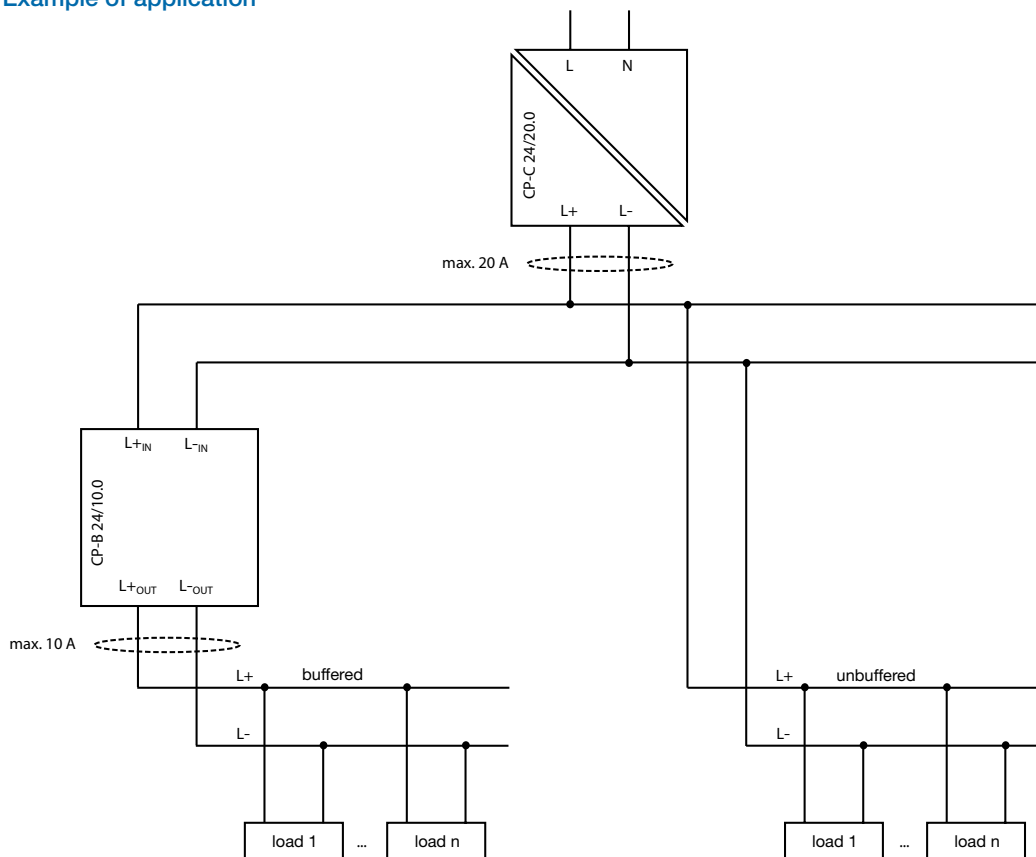 Example of application
L N
CP-C 24/20.0
L+ L-
max. 20 A
L+IN L-IN
CP-B 24/10.0
L+OUT L-OUT
max. 10 A
L+ buffered
L-
load 1 ... load n
L+ unbuffered
L-
load 1 ... load n